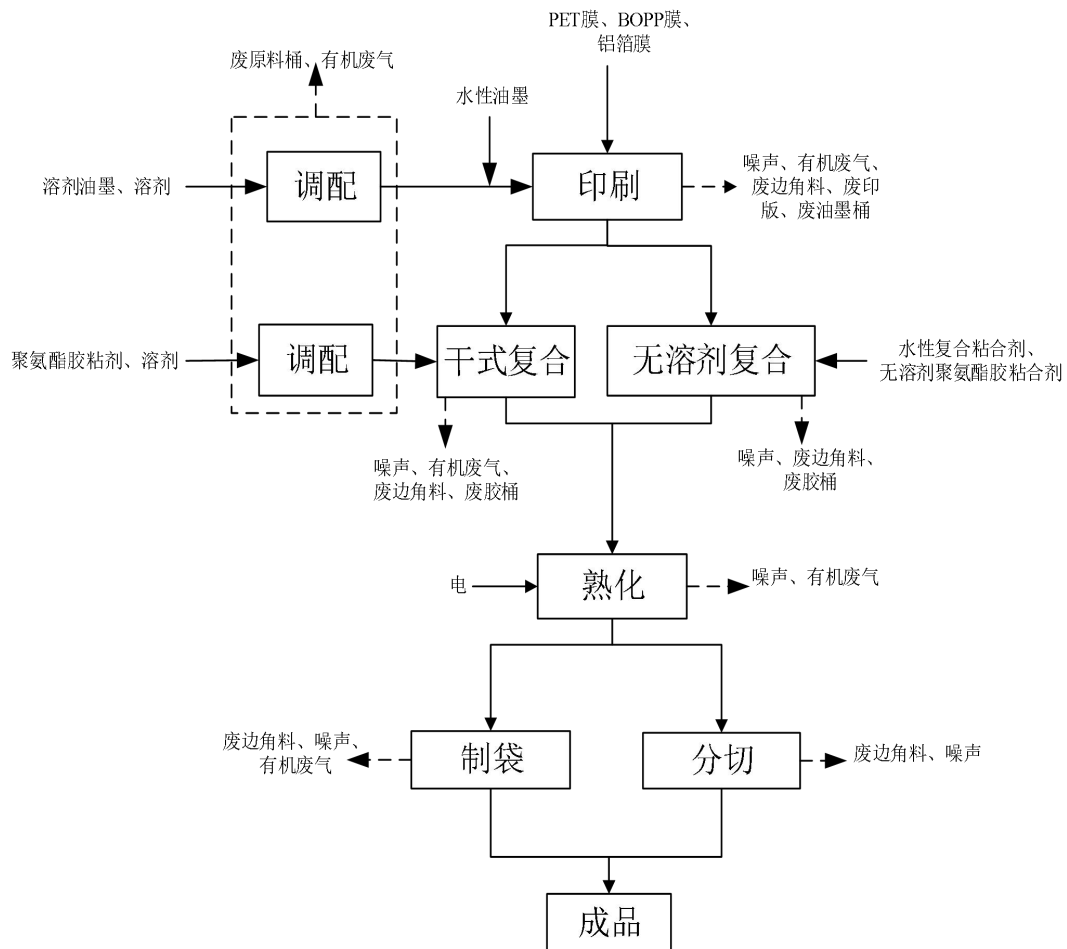 PET膜、BOPP膜、
铝箔膜
废原料桶、有机废气
水性油墨
溶剂油墨、溶剂
调配
印刷
噪声、有机废气、
废边角料、废印
版、废油墨桶
聚氨酯胶粘剂、溶剂
调配
干式复合
无溶剂复合
水性复合粘合剂、
无溶剂聚氨酯胶粘合剂
噪声、有机废气、
废边角料、废胶桶
噪声、废边角料、
废胶桶
电
熟化
噪声、有机废气
废边角料、噪声、
有机废气
制袋
分切
废边角料、噪声
成品